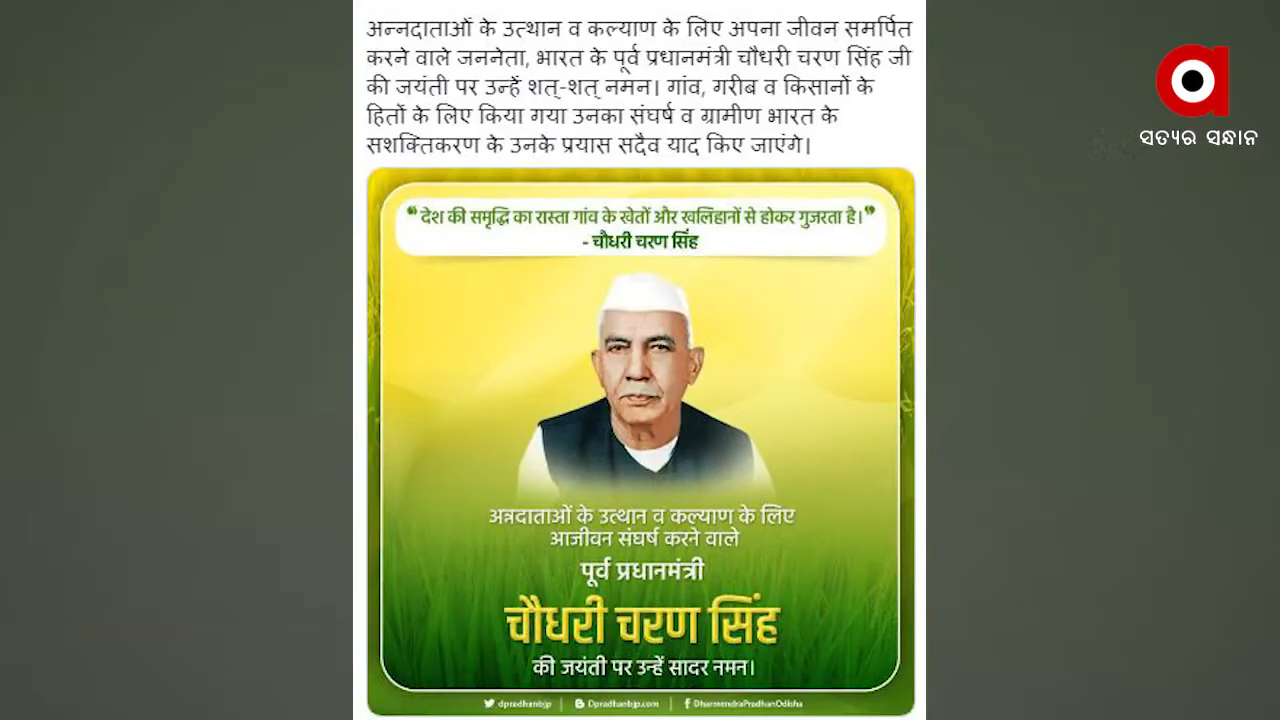 अन्नदाताओं के उत्थान व कल्याण के लिए अपना जीवन समर्पित
करने वाले जननेता, भारत के पूर्व प्रधानमंत्री चौधरी चरण सिंह जी
की जयंती पर उन्हें शत्-शत् नमन। गांव, गरीब व किसानों के
हितों के लिए किया गया उनका संघर्ष व ग्रामीण भारत के
सशक्तिकरण के उनके प्रयास सदैव याद किए जाएंगे।
ସତ୍ୟର ସନ୍ଧାନ
“ देश की समृद्धि का रास्ता गांव के खेतों और खलिहानों से होकर गुजरता है। ”
- चौधरी चरण सिंह
अन्नदाताओं के उत्थान व कल्याण के लिए
आजीवन संघर्ष करने वाले
पूर्व प्रधानमंत्री
चौधरी चरण सिंह
की जयंती पर उन्हें सादर नमन।
dpradhanbjp | Dpradhanbjp.com | DharmendraPradhanOdisha